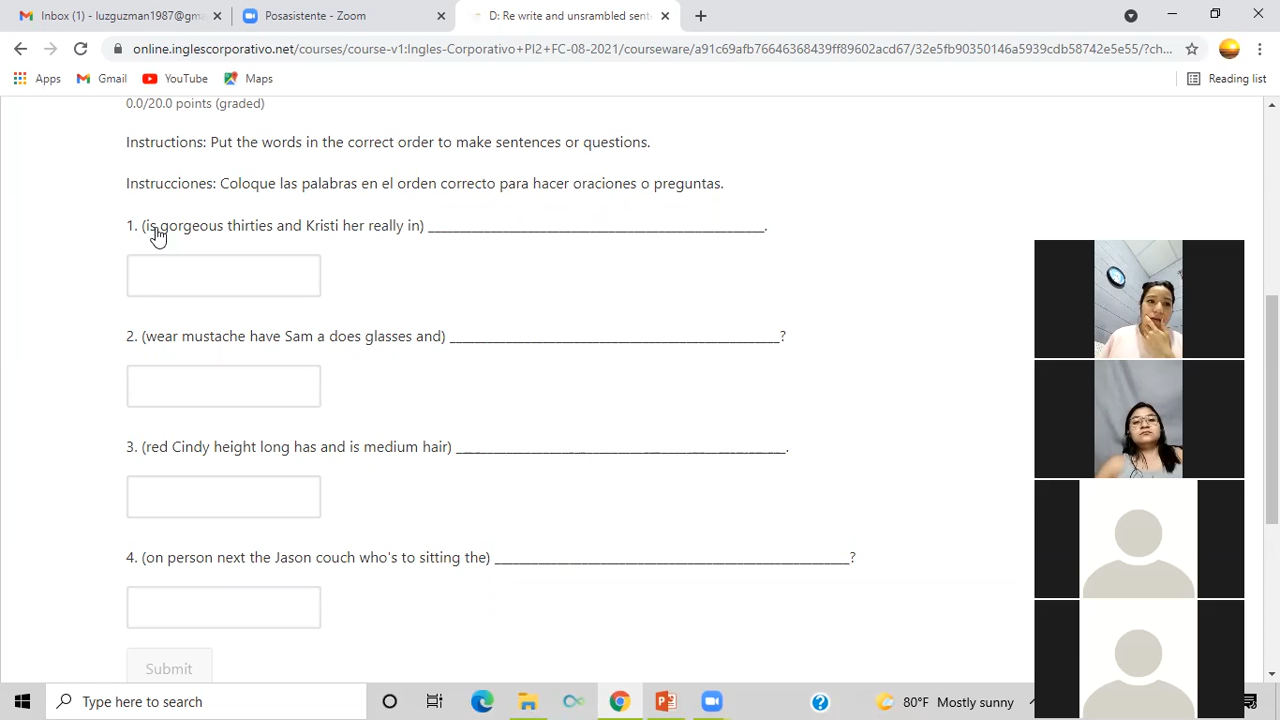 Inbox (1) - luzguzman1987@gma
Posasistente - Zoom
D: Re write and unsrambled sent
online.inglescorporativo.net/courses/course-v1:Ingles-Corporativo+PI2+FC-08-2021/courseware/a91c69afb76646368439ff89602acd67/32e5fb90350146a5939cdb58742e5e55/?ch...
Apps
Gmail
YouTube
Maps
Reading list
0.0/20.0 points (graded)
Instructions: Put the words in the correct order to make sentences or questions.
Instrucciones: Coloque las palabras en el orden correcto para hacer oraciones o preguntas.
1. (is gorgeous thirties and Kristi her really in) ________________________________________.
2. (wear mustache have Sam a does glasses and) ________________________________________?
3. (red Cindy height long has and is medium hair) ________________________________________.
4. (on person next the Jason couch who's to sitting the) ___________________________________________?
Submit
Type here to search
80°F Mostly sunny